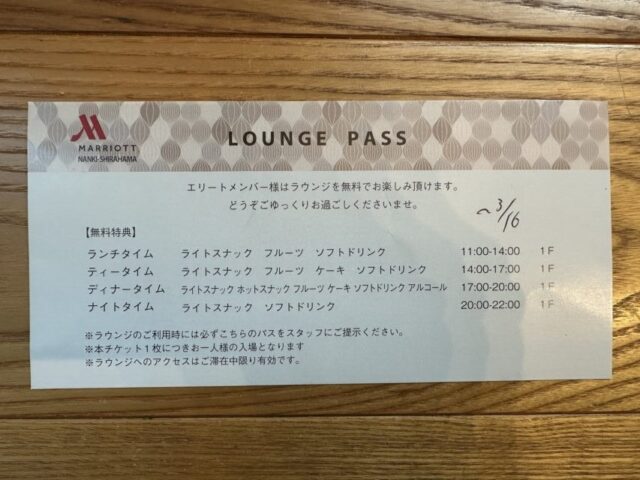 MARRIOTT
NANKI-SHIRAHAMA
LOUNGE PASS
エリートメンバー様はラウンジを無料でお楽しみ頂けます。
どうぞごゆっくりお過ごしくださいませ。
~3/16
【無料特典】
ランチタイム ライトスナック フルーツ ソフトドリンク 11:00-14:00 1F
ティータイム ライトスナック フルーツ ケーキ ソフトドリンク 14:00-17:00 1F
ディナータイム ライトスナック ホットスナック フルーツ ケーキ ソフトドリンク アルコール 17:00-20:00 1F
ナイトタイム ライトスナック ソフトドリンク 20:00-22:00 1F
※ラウンジのご利用時には必ずこちらのパスをスタッフにご提示ください。
※本チケット1枚につきお一人様の入場となります
※ラウンジへのアクセスはご滞在中限り有効です。